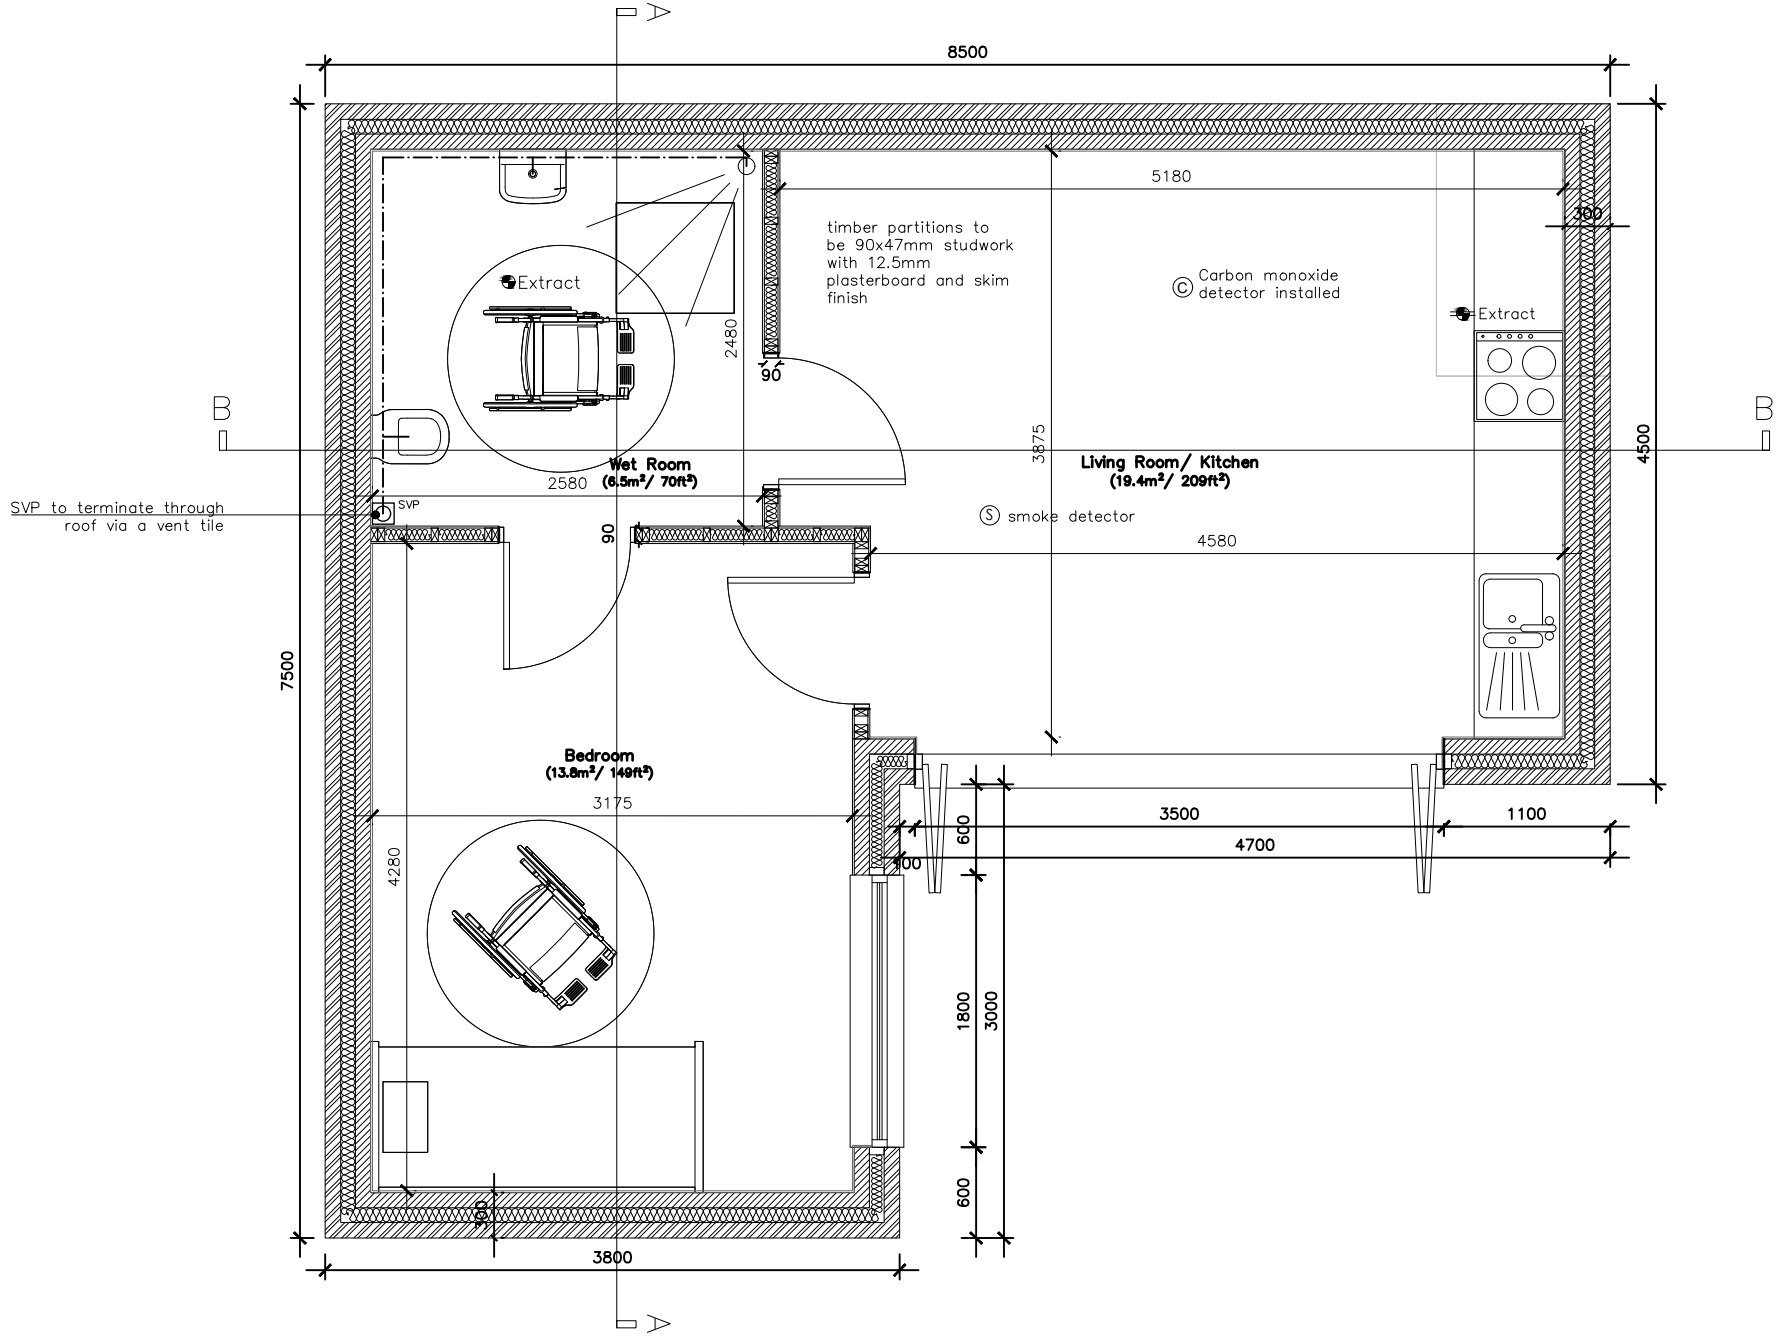 A
8500
5180
300
timber partitions to
be 90x47mm studwork
with 12.5mm
plasterboard and skim
finish
C
Carbon monoxide
detector installed
Extract
Extract
2480
90
B
B
3875
4500
Wet Room
(6.5m²/ 70ft²)
Living Room/ Kitchen
(19.4m²/ 209ft²)
2580
SVP
SVP to terminate through
roof via a vent tile
S
smoke detector
90
4580
7500
Bedroom
(13.8m²/ 149ft²)
3175
600
3500
1100
4700
4280
1800
3000
600
300
3800
A